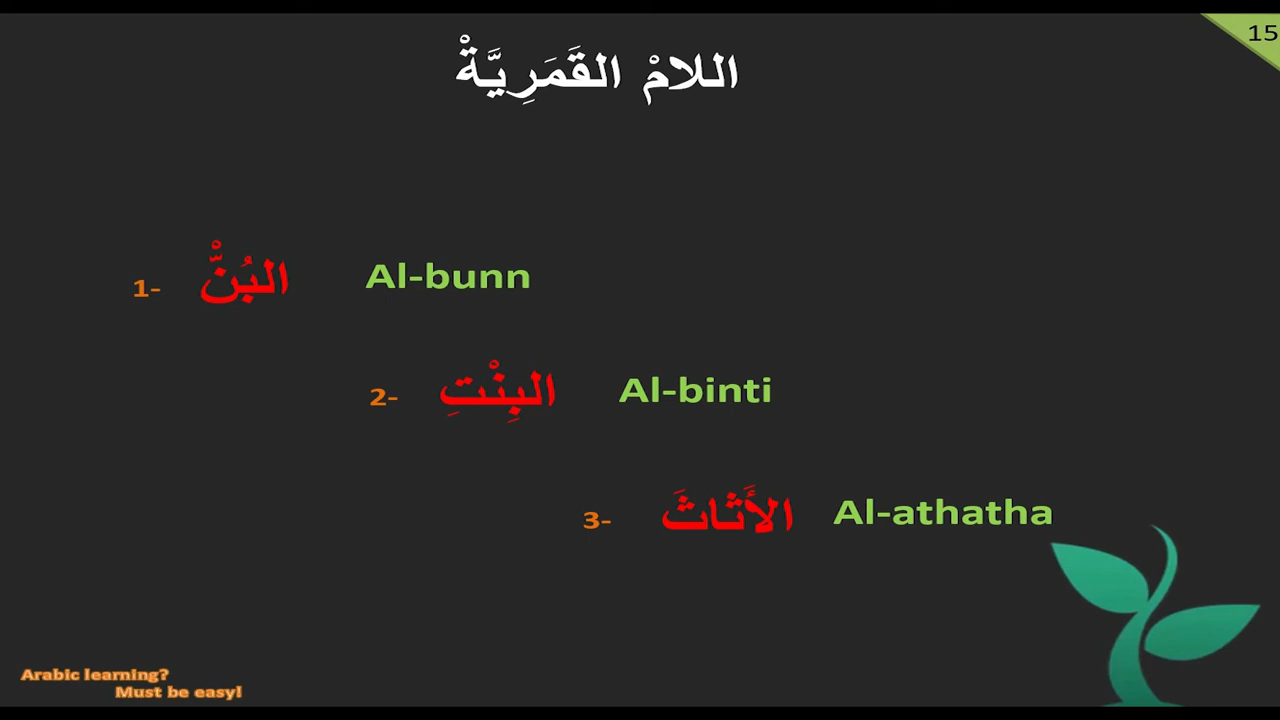 15
اللامْ القَمَرِيَّةْ
1- البُنّْ Al-bunn
2- البِنْتِ Al-binti
3- الأَثاثَ Al-athatha
Arabic learning?
Must be easy!